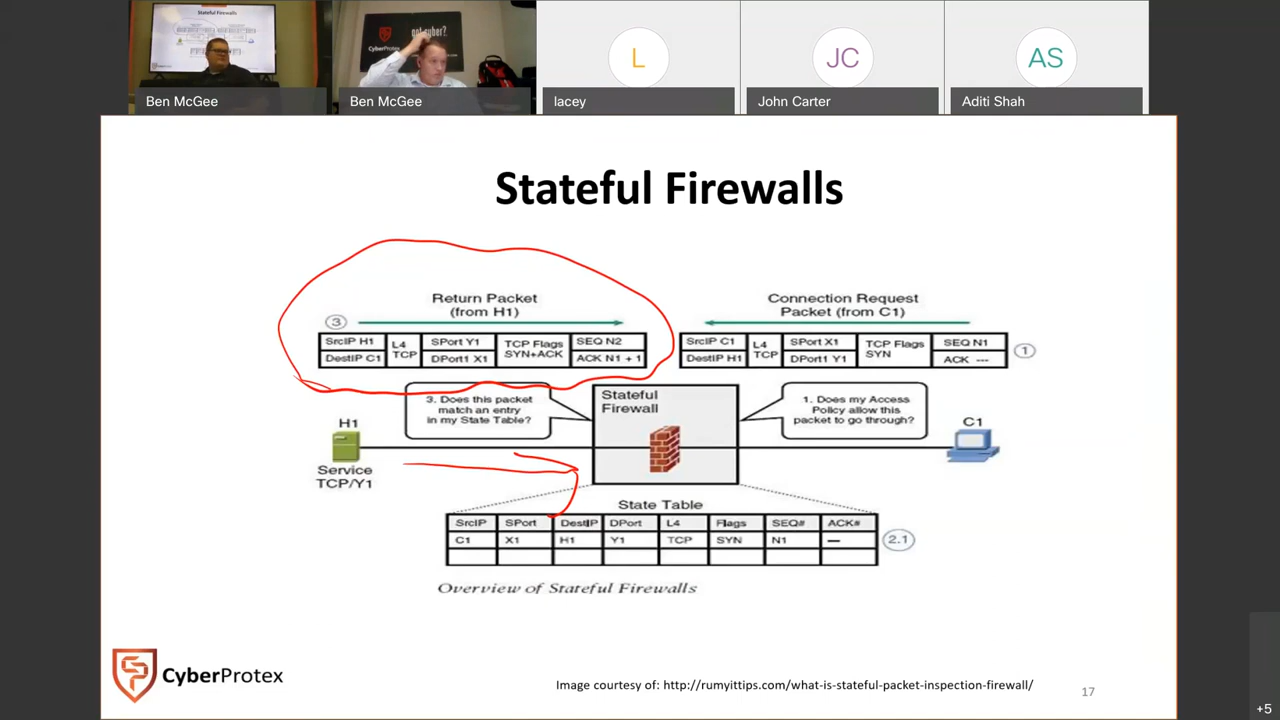 Stateful Firewalls
got cyber?
CyberProtex
Ben McGee
Ben McGee
L
lacey
JC
John Carter
AS
Aditi Shah
Stateful Firewalls
Return Packet
(from H1)
3
SrcIP H1
DestIP C1
L4
TCP
SPort Y1
DPort1 X1
TCP Flags
SYN+ACK
SEQ N2
ACK N1 + 1
Connection Request
Packet (from C1)
SrcIP C1
DestIP H1
L4
TCP
SPort X1
DPort1 Y1
TCP Flags
SYN
SEQ N1
ACK ---
1
3. Does this packet
match an entry
in my State Table?
Stateful
Firewall
1. Does my Access
Policy allow this
packet to go through?
H1
Service
TCP/Y1
C1
State Table
SrcIP SPort DestIP DPort L4 Flags SEQ# ACK#
C1 X1 H1 Y1 TCP SYN N1 —
2.1
Overview of Stateful Firewalls
CyberProtex
Image courtesy of: http://rumyittips.com/what-is-stateful-packet-inspection-firewall/
17
+5